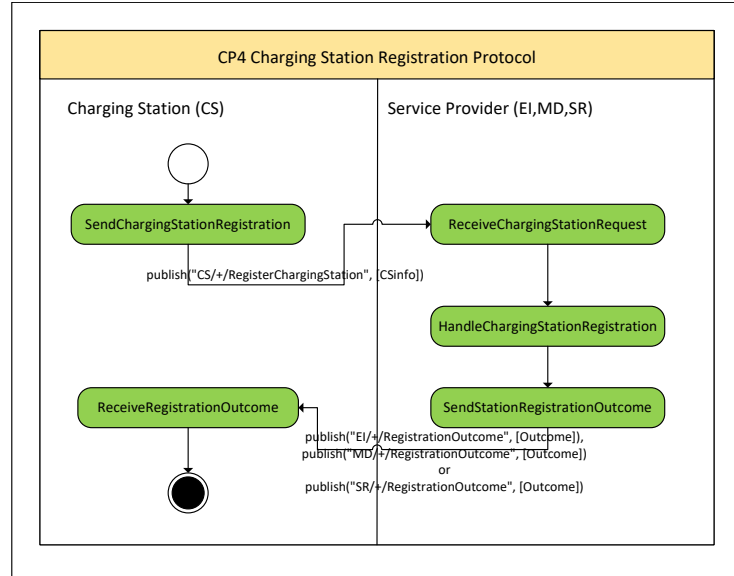 CP4 Charging Station Registration Protocol
Charging Station (CS)
Service Provider (EI,MD,SR)
SendChargingStationRegistration
ReceiveChargingStationRequest
publish("CS/+/RegisterChargingStation", [CSinfo])
HandleChargingStationRegistration
ReceiveRegistrationOutcome
SendStationRegistrationOutcome
publish("EI/+/RegistrationOutcome", [Outcome]),
publish("MD/+/RegistrationOutcome", [Outcome])
or
publish("SR/+/RegistrationOutcome", [Outcome])